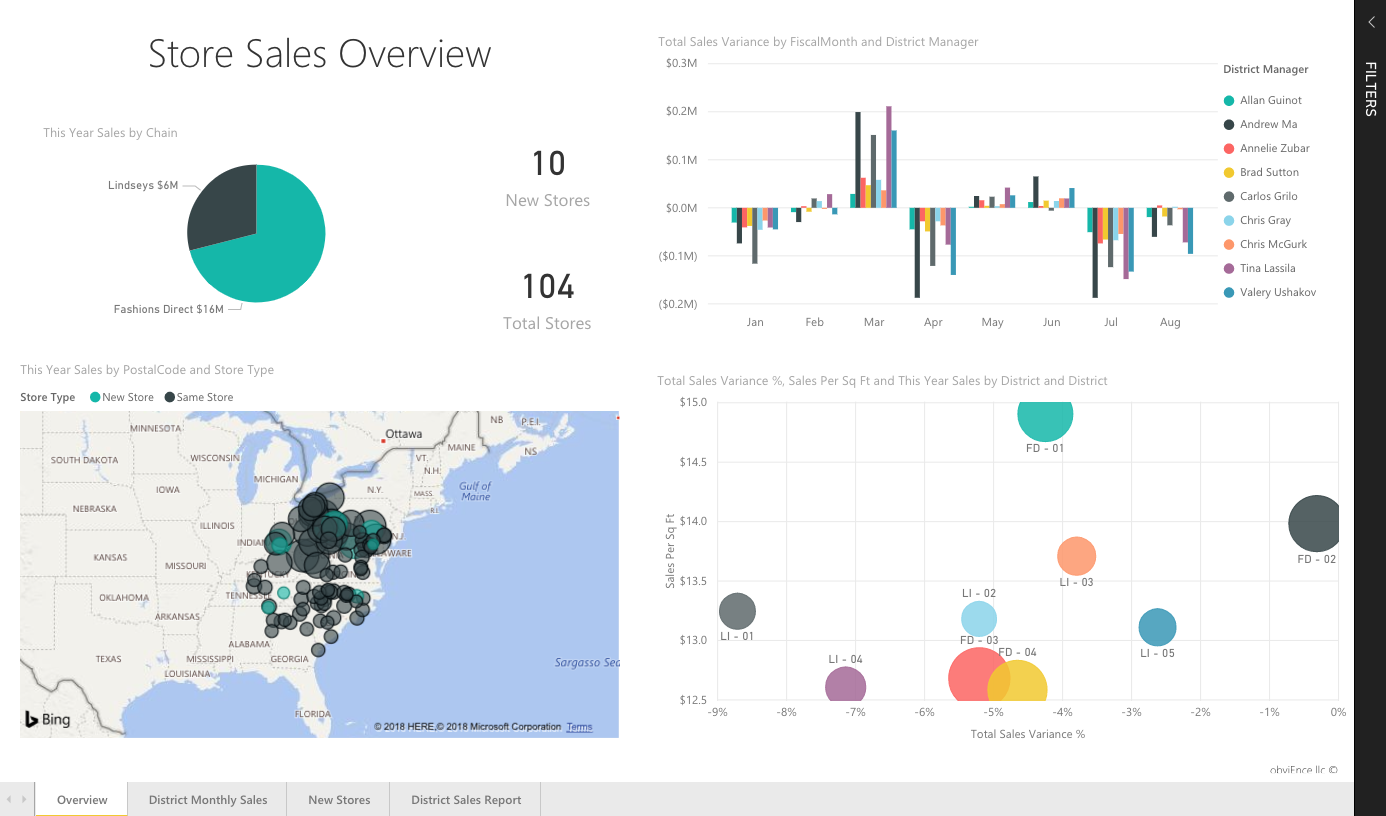 Store Sales Overview
This Year Sales by Chain
Lindseys $6M
Fashions Direct $16M
10
New Stores
104
Total Stores
Total Sales Variance by FiscalMonth and District Manager
$0.3M
$0.2M
$0.1M
$0.0M
($0.1M)
($0.2M)
Jan Feb Mar Apr May Jun Jul Aug
District Manager
Allan Guinot
Andrew Ma
Annelie Zubar
Brad Sutton
Carlos Grilo
Chris Gray
Chris McGurk
Tina Lassila
Valery Ushakov
FILTERS
This Year Sales by PostalCode and Store Type
Store Type New Store Same Store
MINNESOTA
Ottawa
NB
P.E.I.
SOUTH DAKOTA
WISCONSIN
VT.
MAINE
NS
N.H.
MICHIGAN
IOWA
N.Y.
MASS.
Gulf of
Maine
NEBRASKA
R.I.
ILLINOIS
KANSAS
MISSOURI
OKLAHOMA
ARKANSAS
ALABAMA
TEXAS
MISSISSIPPI
GEORGIA
LOUISIANA
Sargasso Sea
FLORIDA
Bing
© 2018 HERE,© 2018 Microsoft Corporation Terms
Total Sales Variance %, Sales Per Sq Ft and This Year Sales by District and District
Sales Per Sq Ft
$15.0
$14.5
$14.0
$13.5
$13.0
$12.5
FD - 01
FD - 02
LI - 03
LI - 02
LI - 01
FD - 03
FD - 04
LI - 05
LI - 04
-9% -8% -7% -6% -5% -4% -3% -2% -1% 0%
Total Sales Variance %
obviEnce llc ©
Overview District Monthly Sales New Stores District Sales Report